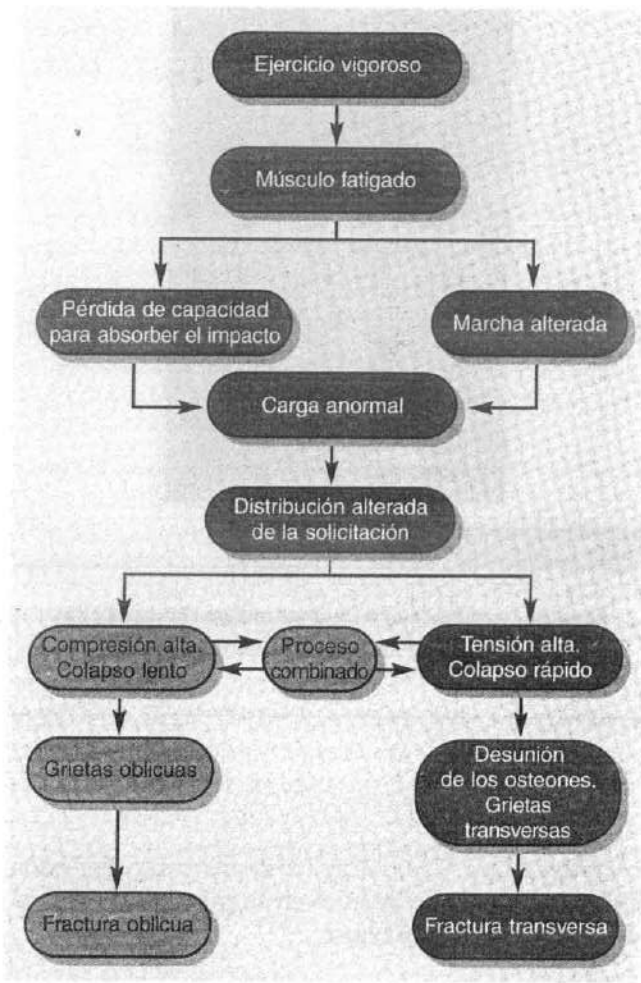 Ejercicio vigoroso
Músculo fatigado
Pérdida de capacidad
para absorber el impacto
Marcha alterada
Carga anormal
Distribución alterada
de la solicitación
Compresión alta.
Colapso lento
Proceso
combinado
Tensión alta.
Colapso rápido
Grietas oblicuas
Desunión
de los osteones.
Grietas
transversas
Fractura oblicua
Fractura transversa